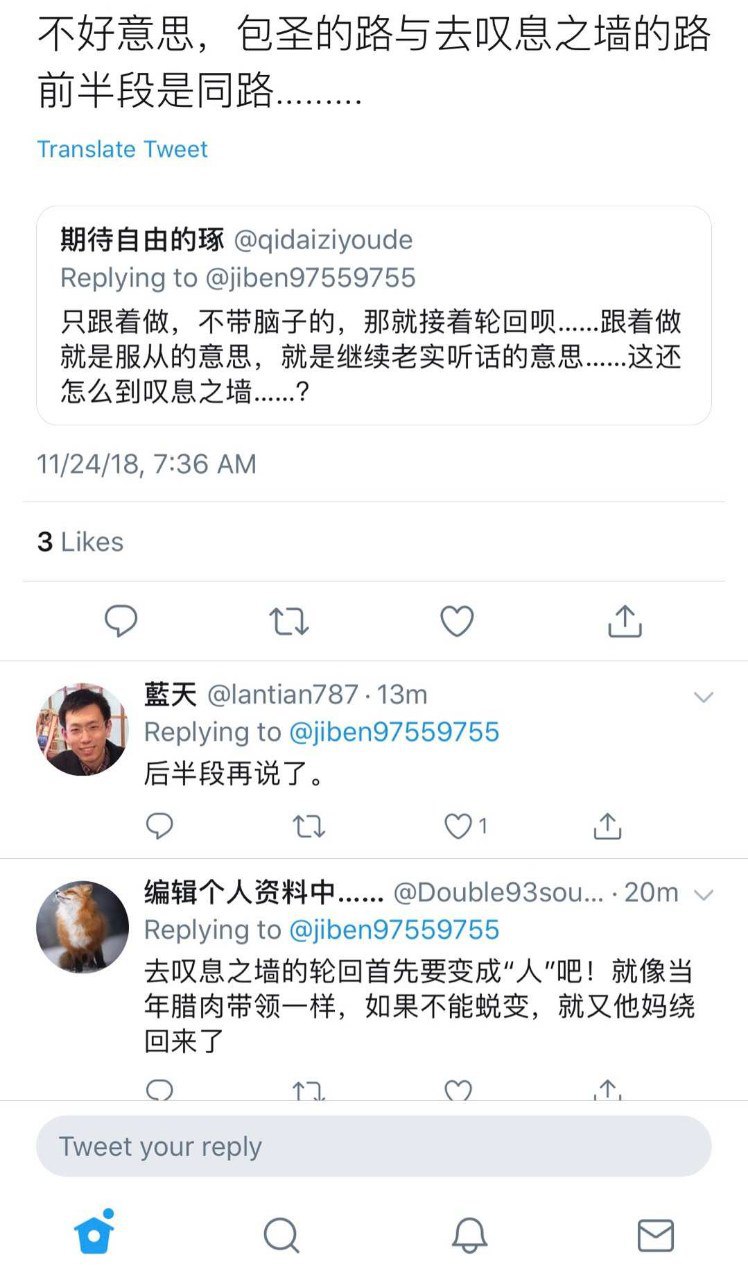 不好意思，包圣的路与去叹息之墙的路
前半段是同路………
Translate Tweet
期待自由的琢 @qidaiziyoude
Replying to @jiben97559755
只跟着做，不带脑子的，那就接着轮回呗……跟着做
就是服从的意思，就是继续老实听话的意思……这还
怎么到叹息之墙……?
11/24/18, 7:36 AM
3 Likes
藍天 @lantian787 · 13m
Replying to @jiben97559755
后半段再说了。
1
编辑个人资料中…… @Double93sou... · 20m
Replying to @jiben97559755
去叹息之墙的轮回首先要变成“人”吧！就像当
年腊肉带领一样，如果不能蜕变，就又他妈绕
回来了
Tweet your reply